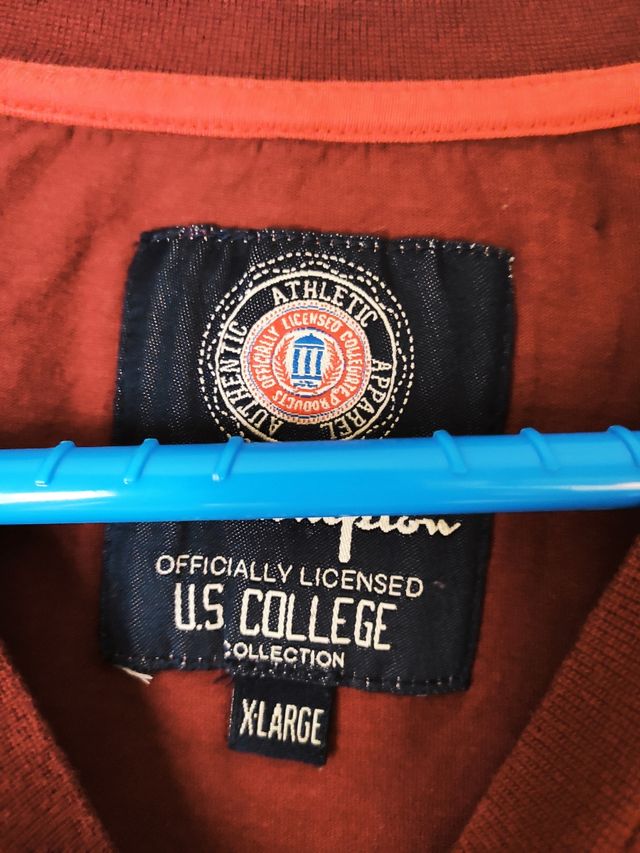 AUTHENTIC ATHLETIC APPAREL
OFFICIALLY LICENSED COLLEGIATE PRODUCTS
OFFICIALLY LICENSED
U.S COLLEGE
COLLECTION
X-LARGE